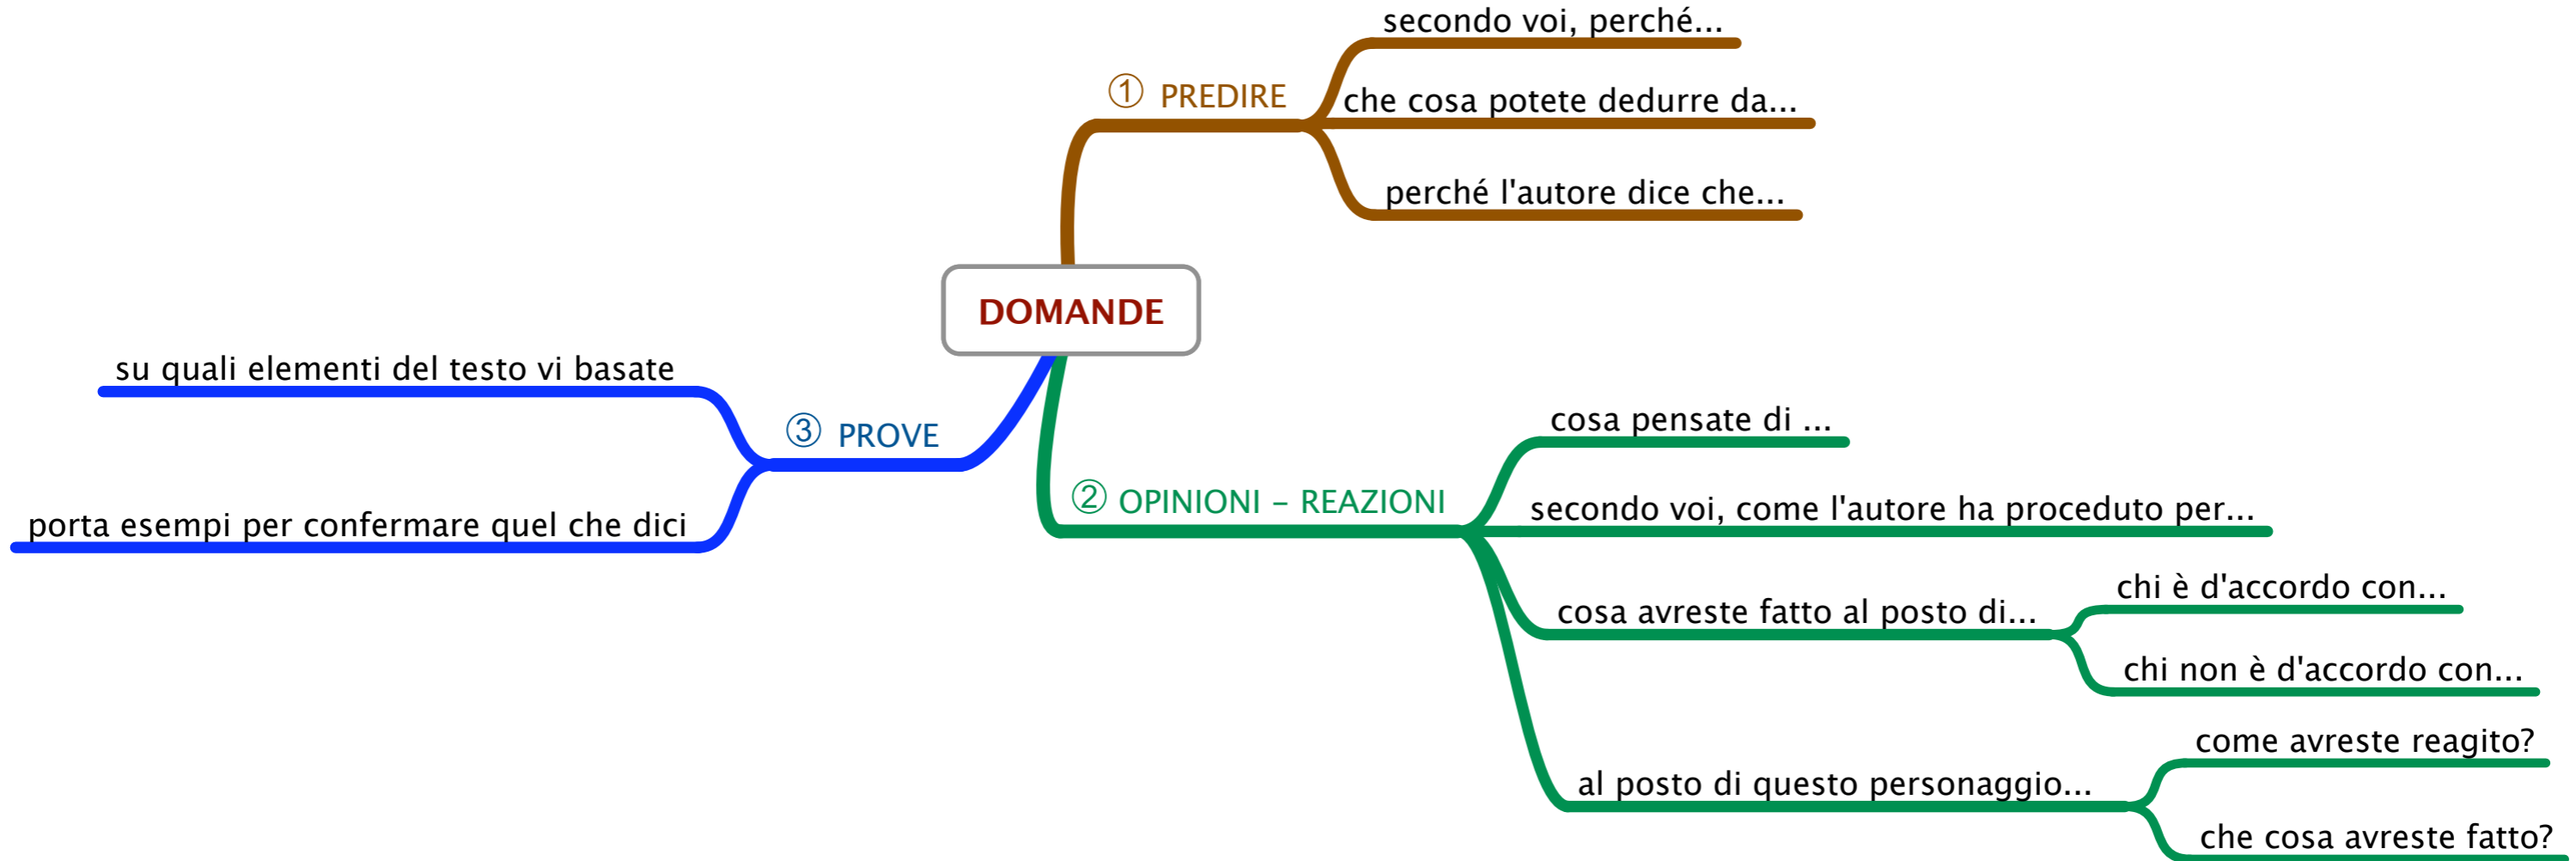 secondo voi, perché...
① PREDIRE
che cosa potete dedurre da...
perché l'autore dice che...
DOMANDE
su quali elementi del testo vi basate
③ PROVE
porta esempi per confermare quel che dici
cosa pensate di ...
② OPINIONI - REAZIONI
secondo voi, come l'autore ha proceduto per...
cosa avreste fatto al posto di...
chi è d'accordo con...
chi non è d'accordo con...
al posto di questo personaggio...
come avreste reagito?
che cosa avreste fatto?